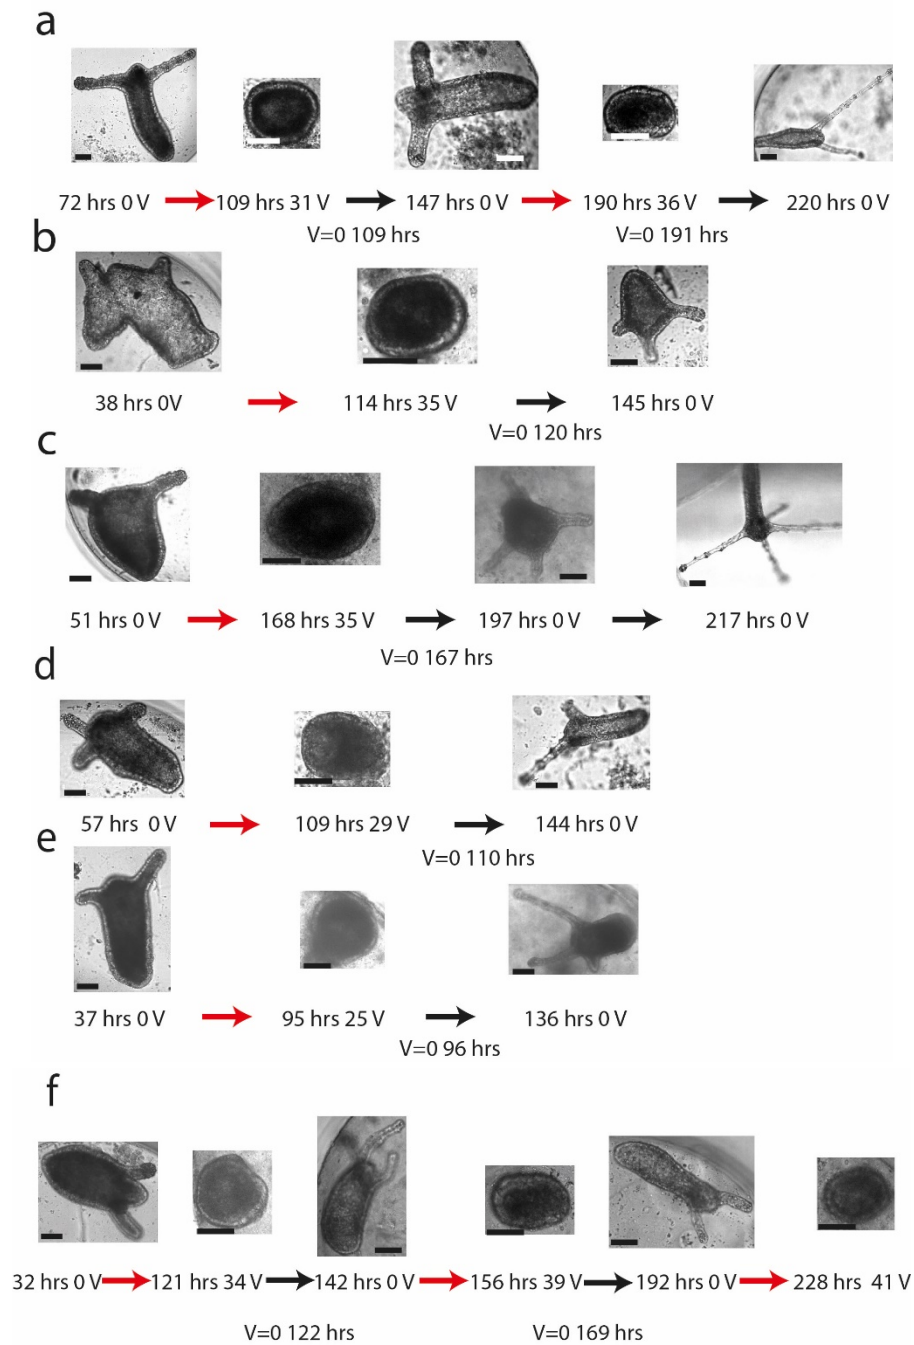 a
72 hrs 0 V 109 hrs 31 V 147 hrs 0 V 190 hrs 36 V 220 hrs 0 V
V=0 109 hrs V=0 191 hrs
b
38 hrs 0V 114 hrs 35 V 145 hrs 0 V
V=0 120 hrs
c
51 hrs 0 V 168 hrs 35 V 197 hrs 0 V 217 hrs 0 V
V=0 167 hrs
d
57 hrs 0 V 109 hrs 29 V 144 hrs 0 V
V=0 110 hrs
e
37 hrs 0 V 95 hrs 25 V 136 hrs 0 V
V=0 96 hrs
f
32 hrs 0 V 121 hrs 34 V 142 hrs 0 V 156 hrs 39 V 192 hrs 0 V 228 hrs 41 V
V=0 122 hrs V=0 169 hrs